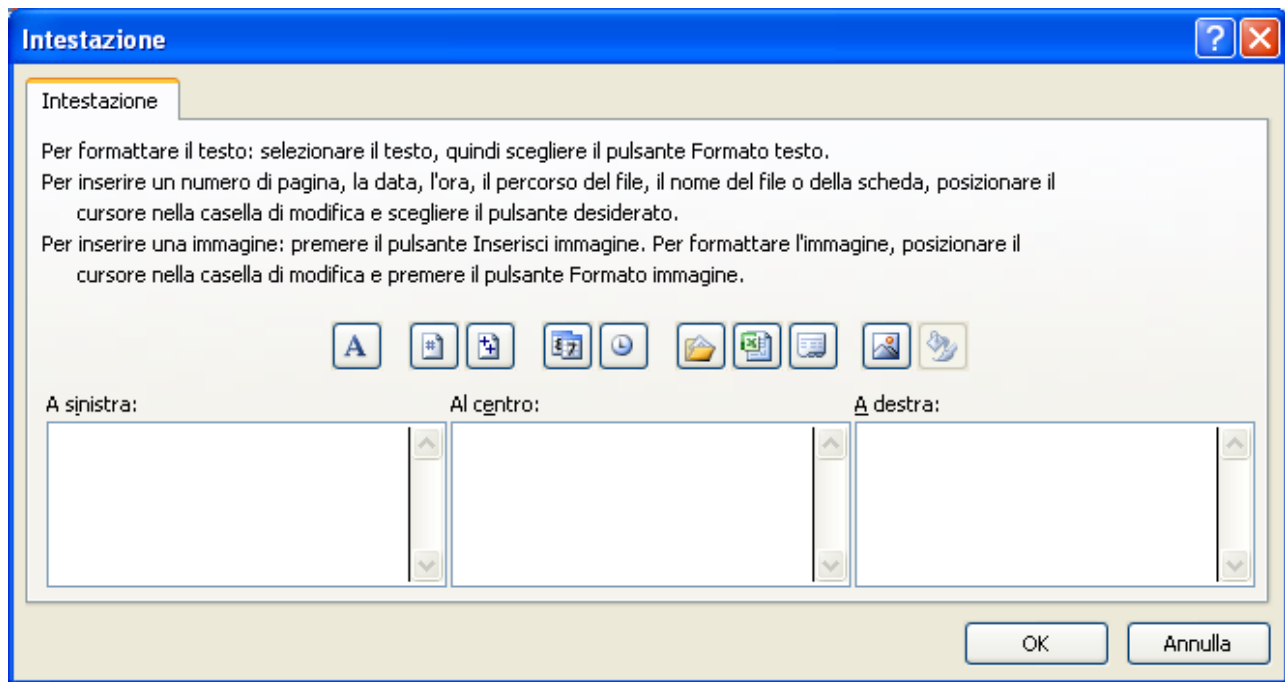 Intestazione
Intestazione
Per formattare il testo: selezionare il testo, quindi scegliere il pulsante Formato testo.
Per inserire un numero di pagina, la data, l'ora, il percorso del file, il nome del file o della scheda, posizionare il
cursore nella casella di modifica e scegliere il pulsante desiderato.
Per inserire una immagine: premere il pulsante Inserisci immagine. Per formattare l'immagine, posizionare il
cursore nella casella di modifica e premere il pulsante Formato immagine.
A
A sinistra: Al centro: A destra:
OK Annulla